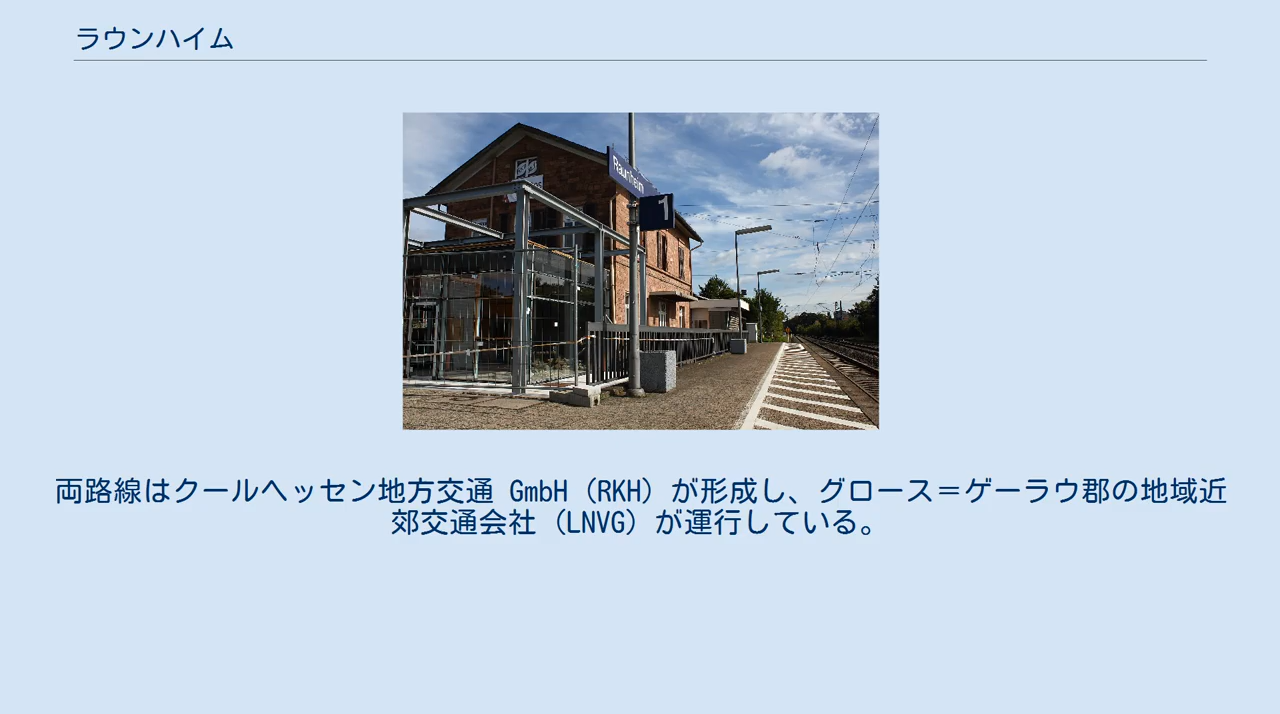 ラウンハイム
Raunheim
1
両路線はクールヘッセン地方交通 GmbH（RKH）が形成し、グロース＝ゲーラウ郡の地域近
郊交通会社（LNVG）が運行している。